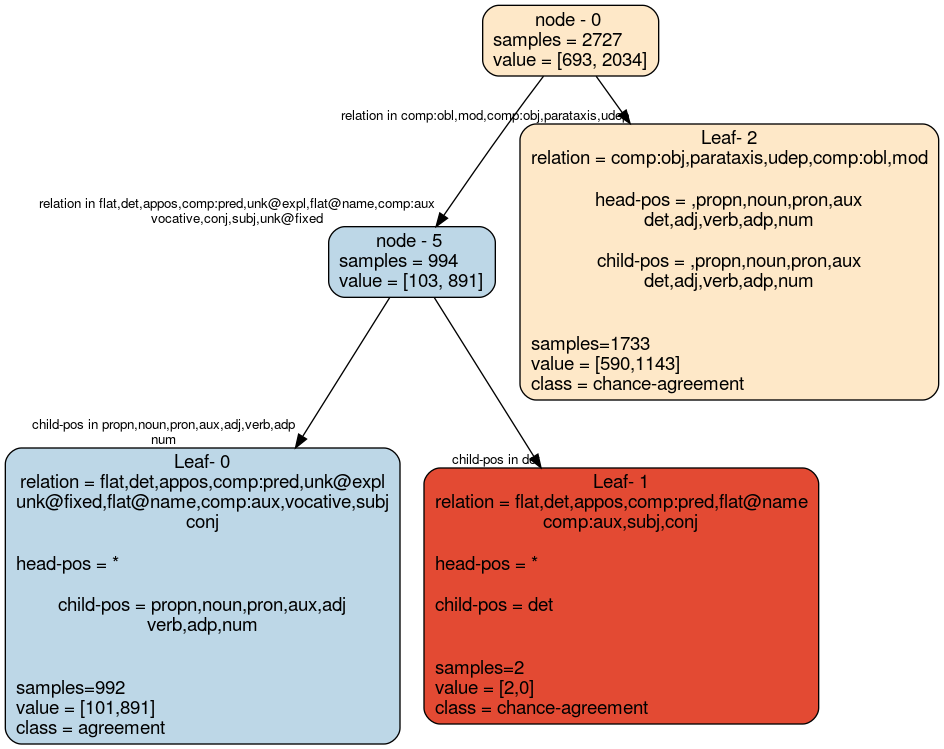 node - 0
samples = 2727
value = [693, 2034]
relation in comp:obl,mod,comp:obj,parataxis,udep
Leaf- 2
relation = comp:obj,parataxis,udep,comp:obl,mod
head-pos = ,propn,noun,pron,aux
det,adj,verb,adp,num
child-pos = ,propn,noun,pron,aux
det,adj,verb,adp,num
samples=1733
value = [590,1143]
class = chance-agreement
relation in flat,det,appos,comp:pred,unk@expl,flat@name,comp:aux
vocative,conj,subj,unk@fixed
node - 5
samples = 994
value = [103, 891]
child-pos in propn,noun,pron,aux,adj,verb,adp
num
Leaf- 0
relation = flat,det,appos,comp:pred,unk@expl
unk@fixed,flat@name,comp:aux,vocative,subj
conj
head-pos = *
child-pos = propn,noun,pron,aux,adj
verb,adp,num
samples=992
value = [101,891]
class = agreement
child-pos in det
Leaf- 1
relation = flat,det,appos,comp:pred,flat@name
comp:aux,subj,conj
head-pos = *
child-pos = det
samples=2
value = [2,0]
class = chance-agreement